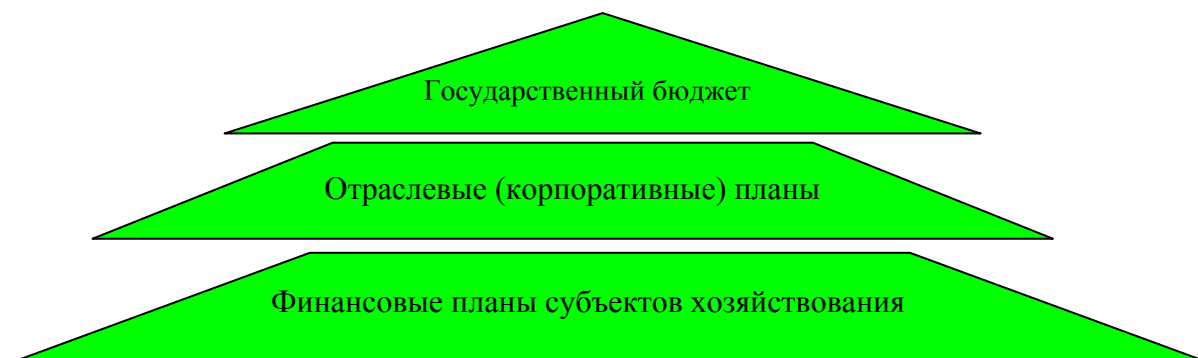 Государственный бюджет
Отраслевые (корпоративные) планы
Финансовые планы субъектов хозяйствования